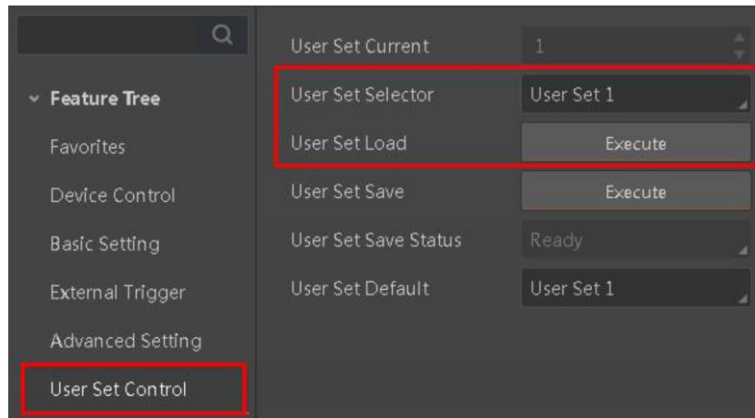 Feature Tree
Favorites
Device Control
Basic Setting
External Trigger
Advanced Setting
User Set Control
User Set Current 1
User Set Selector User Set 1
User Set Load Execute
User Set Save Execute
User Set Save Status Ready
User Set Default User Set 1